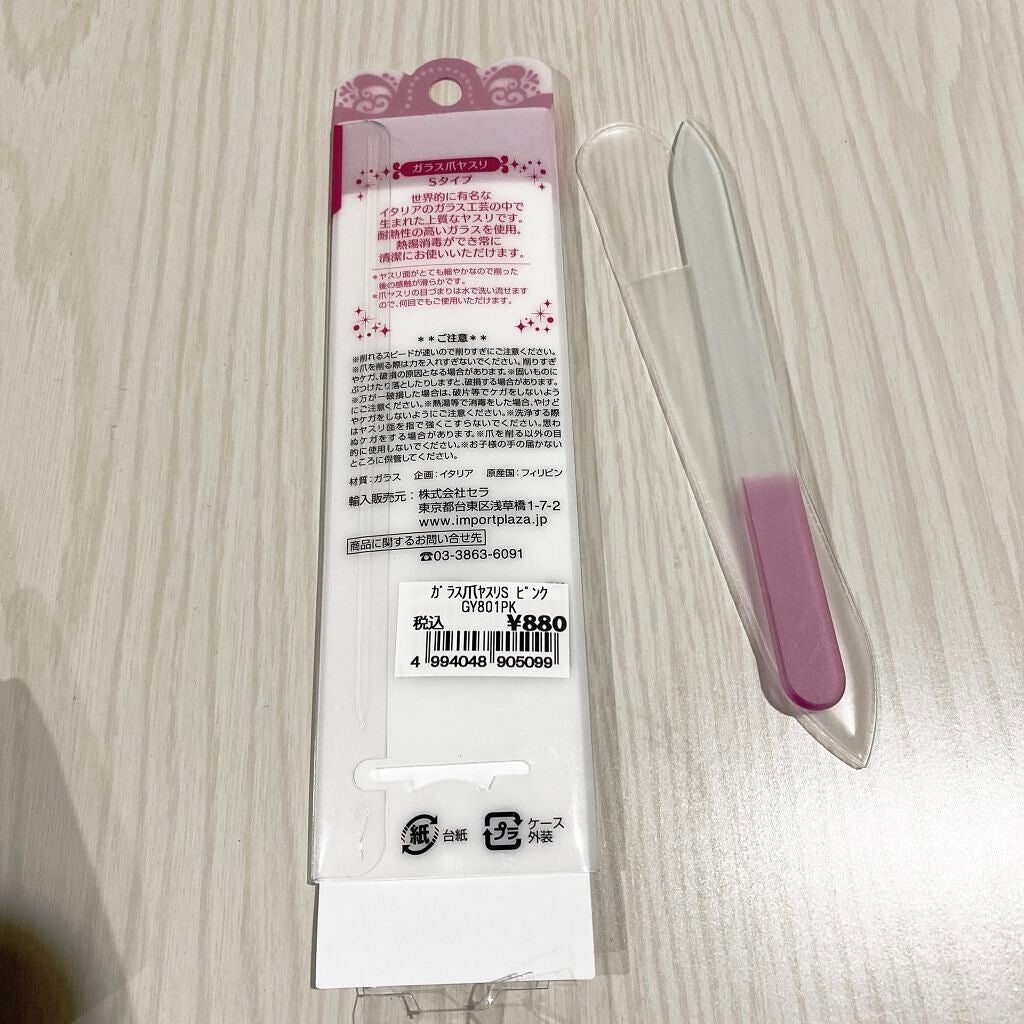 ガラス爪ヤスリ
Sタイプ
世界的に有名な
イタリアのガラス工芸の中で
生まれた上質なヤスリです。
耐熱性の高いガラスを使用。
熱湯消毒ができ常に
清潔にお使いいただけます。
*ヤスリ面がとても細やかなので削った
後の感触が滑らかです。
*爪ヤスリの目づまりは水で洗い流せます
ので、何回でもご使用いただけます。
**ご注意**
※削れるスピードが速いので削りすぎにご注意ください。
※爪を削る際は力を入れすぎないでください。削りすぎ
やケガ、破損の原因となる場合があります。※固いものに
ぶつけたり落としたりしますと、破損する場合があります。
※万が一破損した場合は、破片等でケガをしないよう
にご注意ください。※熱湯等で消毒をした場合、やけど
やケガをしないようにご注意ください。※洗浄する際
はヤスリ面を指で強くこすらないでください。思わ
ぬケガをする場合があります。※爪を削る以外の目
的に使用しないでください。※お子様の手の届かない
ところに保管してください。
材質:ガラス 企画:イタリア 原産国:フィリピン
輸入販売元:株式会社セラ
東京都台東区浅草橋1-7-2
www.importplaza.jp
商品に関するお問い合せ先
☎03-3863-6091
ｶﾞﾗｽ爪ﾔｽﾘS ﾋﾟﾝｸ
GY801PK
税込 ¥880
4 994048 905099
紙 台紙 プラ ケース
外装